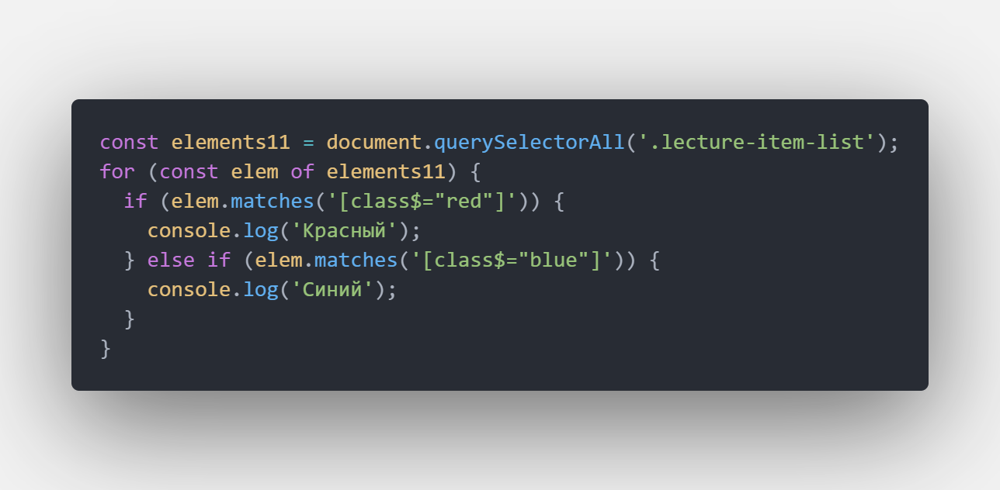 const elements11 = document.querySelectorAll('.lecture-item-list');
for (const elem of elements11) {
  if (elem.matches('[class$="red"]')) {
    console.log('Красный');
  } else if (elem.matches('[class$="blue"]')) {
    console.log('Синий');
  }
}